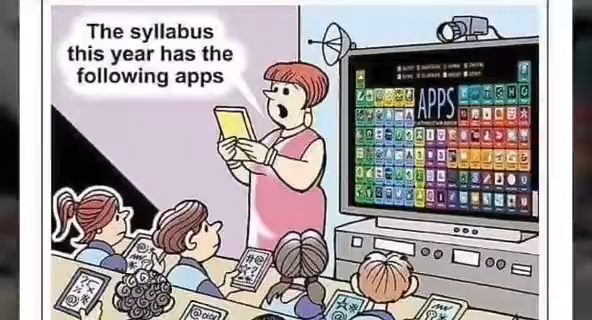 The syllabus
this year has the
following apps
APPS